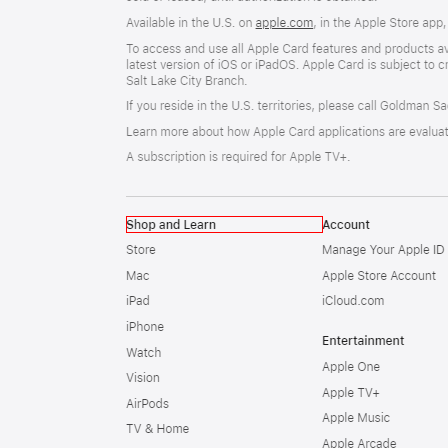 Available in the U.S. on apple.com, in the Apple Store app,
To access and use all Apple Card features and products
latest version of iOS or iPadOS. Apple Card is subject to
Salt Lake City Branch.
If you reside in the U.S. territories, please call Goldman
Learn more about how Apple Card applications are
A subscription is required for Apple TV+.
Shop and Learn
Store
Mac
iPad
iPhone
Watch
Vision
AirPods
TV & Home
Account
Manage Your Apple ID
Apple Store Account
iCloud.com
Entertainment
Apple One
Apple TV+
Apple Music
Apple Arcade